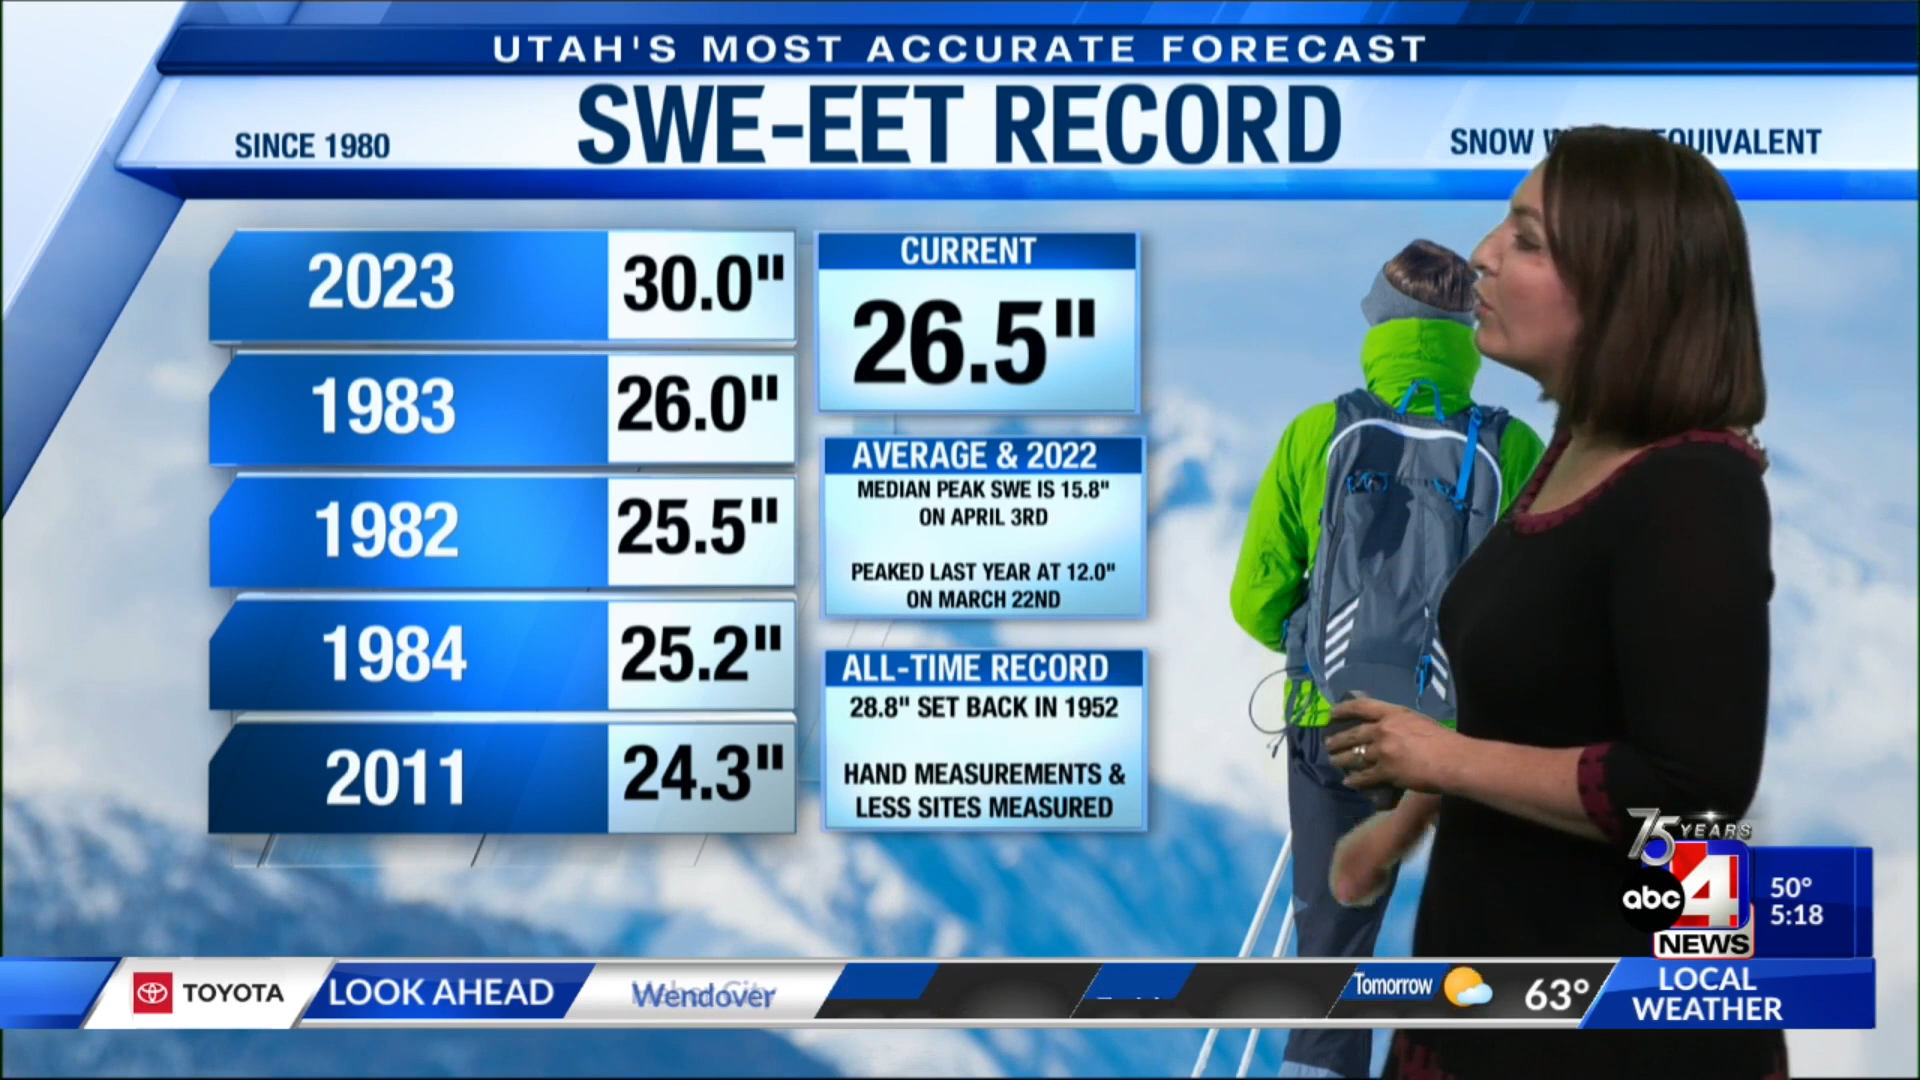 UTAH'S MOST ACCURATE FORECAST
SINCE 1980
SWE-EET RECORD
SNOW EQUIVALENT
2023 30.0"
1983 26.0"
1982 25.5"
1984 25.2"
2011 24.3"
CURRENT
26.5"
AVERAGE & 2022
MEDIAN PEAK SWE IS 15.8"
ON APRIL 3RD
PEAKED LAST YEAR AT 12.0"
ON MARCH 22ND
ALL-TIME RECORD
28.8" SET BACK IN 1952
HAND MEASUREMENTS &
LESS SITES MEASURED
75 YEARS
abc 4
NEWS
50°
5:18
TOYOTA
LOOK AHEAD
Wendover
Tomorrow
63°
LOCAL
WEATHER